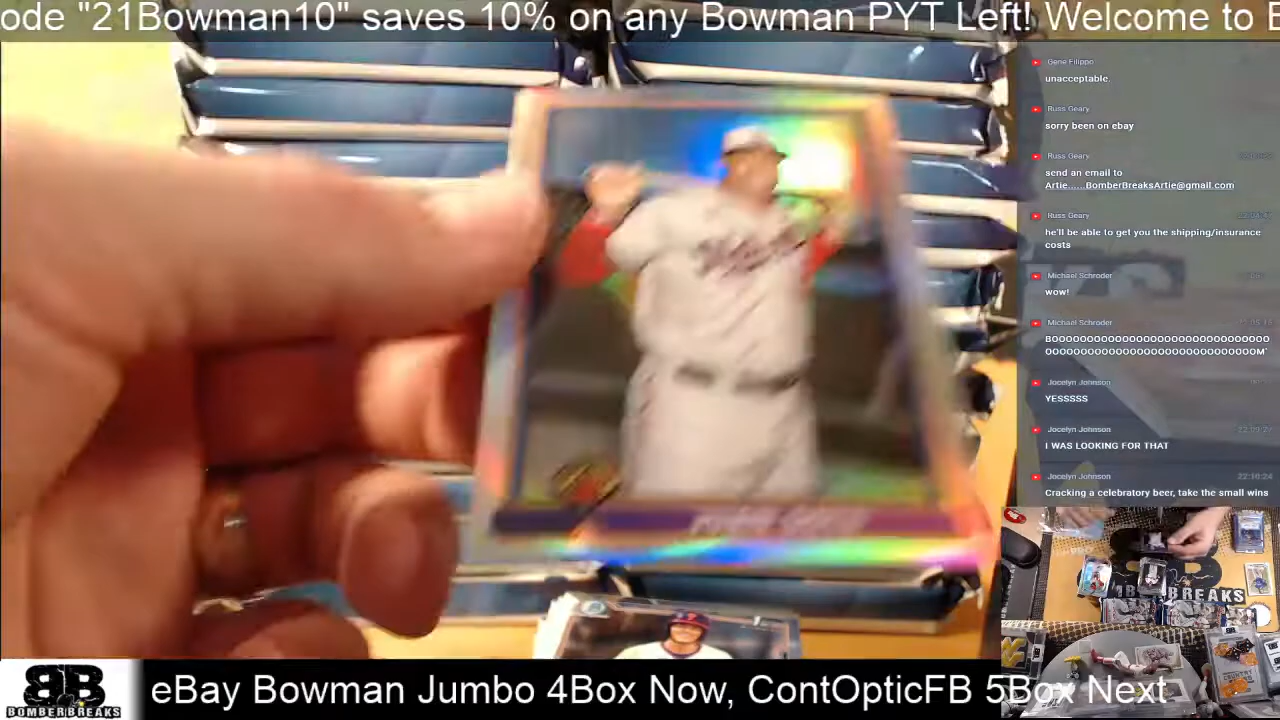 ode "21Bowman10" saves 10% on any Bowman PYT Left! Welcome to E
Gene Filippo
unacceptable.
Russ Geary
sorry been on ebay
Russ Geary
send an email to
Artie......BomberBreaksArtie@gmail.com
Russ Geary
he'll be able to get you the shipping/insurance
costs
Michael Schroder
wow!
Michael Schroder
BOOOOOOOOOOOOOOOOOOOOOOOOOOOOOO
OOOOOOOOOOOOOOOOOOOOOOOOOOOOOOM`
Jocelyn Johnson
YESSSSS
Jocelyn Johnson
I WAS LOOKING FOR THAT
Jocelyn Johnson
22:10:24
Cracking a celebratory beer, take the small wins
BREAKS
BB
BOMBERBREAKS
eBay Bowman Jumbo 4Box Now, ContOpticFB 5Box Next